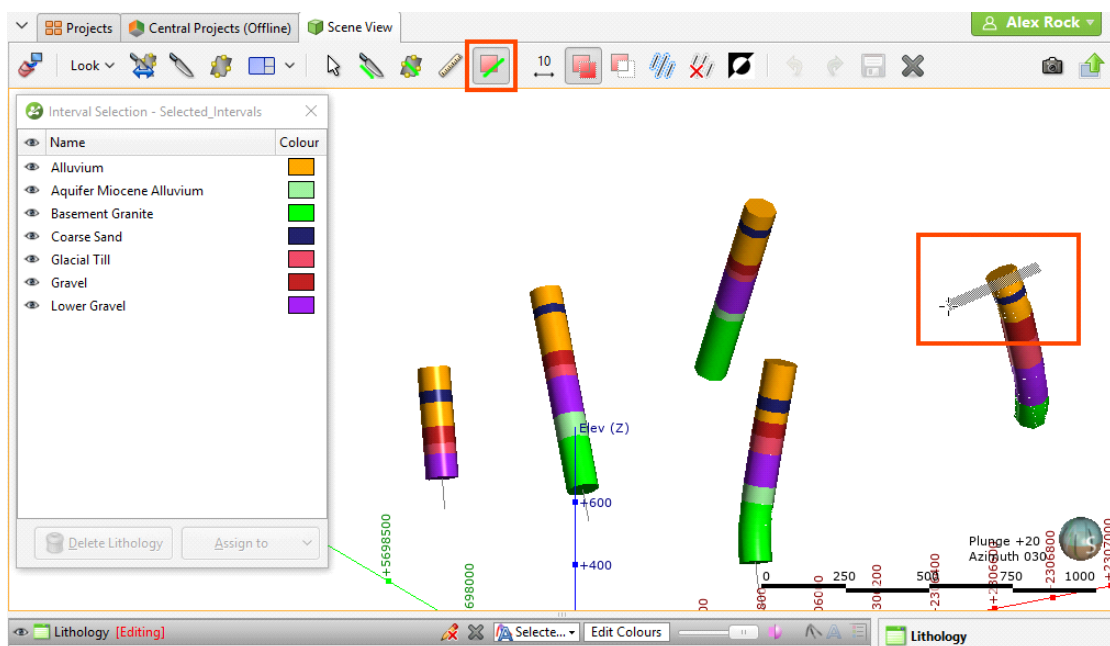 Projects Central Projects (Offline) Scene View Alex Rock
Look 10
Interval Selection - Selected_Intervals
Name Colour
Alluvium
Aquifer Miocene Alluvium
Basement Granite
Coarse Sand
Glacial Till
Gravel
Lower Gravel
Delete Lithology Assign to
Elev (Z)
+600
+400
+5698500
698000
Plunge +20
Azimuth 030
0 250 500 750 1000
-2306800
Lithology [Editing] Selecte... Edit Colours Lithology